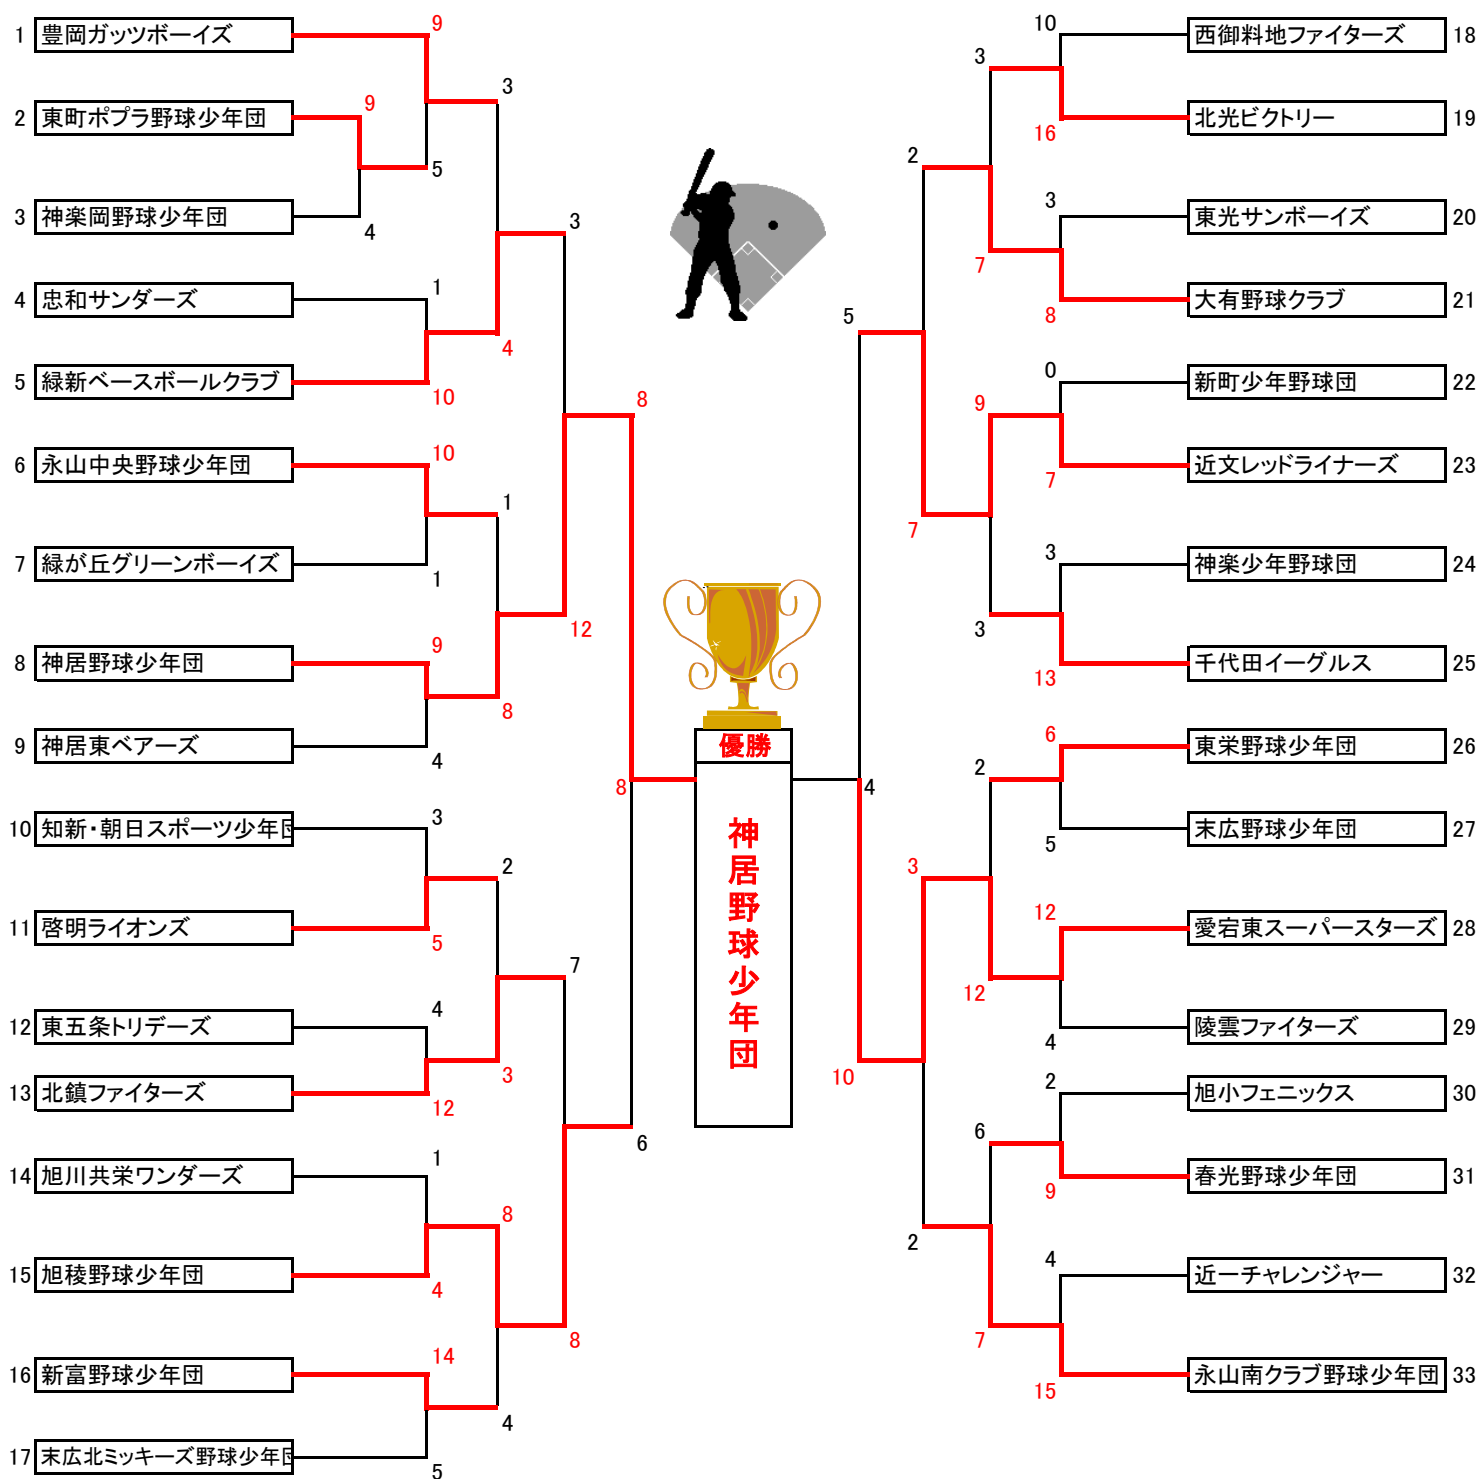 1 豊岡ガッツボーイズ
9
2 東町ポプラ野球少年団
9
3
5
3 神楽岡野球少年団
4
3
4 忠和サンダーズ
1
4
5 緑新ベースボールクラブ
10
8
6 永山中央野球少年団
10
1
7 緑が丘グリーンボーイズ
1
12
8 神居野球少年団
9
8
9 神居東ベアーズ
4
8
10 知新・朝日スポーツ少年団
3
2
11 啓明ライオンズ
5
7
12 東五条トリデーズ
4
3
13 北鎮ファイターズ
12
6
14 旭川共栄ワンダーズ
1
8
15 旭稜野球少年団
4
8
16 新富野球少年団
14
4
17 末広北ミッキーズ野球少年団
5
優勝
神居野球少年団
10
西御料地ファイターズ 18
3
16
北光ビクトリー 19
2
3
東光サンボーイズ 20
7
8
大有野球クラブ 21
5
0
新町少年野球団 22
9
7
近文レッドライナーズ 23
7
3
神楽少年野球団 24
3
13
千代田イーグルス 25
6
東栄野球少年団 26
2
4
5
末広野球少年団 27
3
12
愛宕東スーパースターズ 28
12
4
陵雲ファイターズ 29
10
2
旭小フェニックス 30
6
9
春光野球少年団 31
2
4
近一チャレンジャー 32
7
15
永山南クラブ野球少年団 33